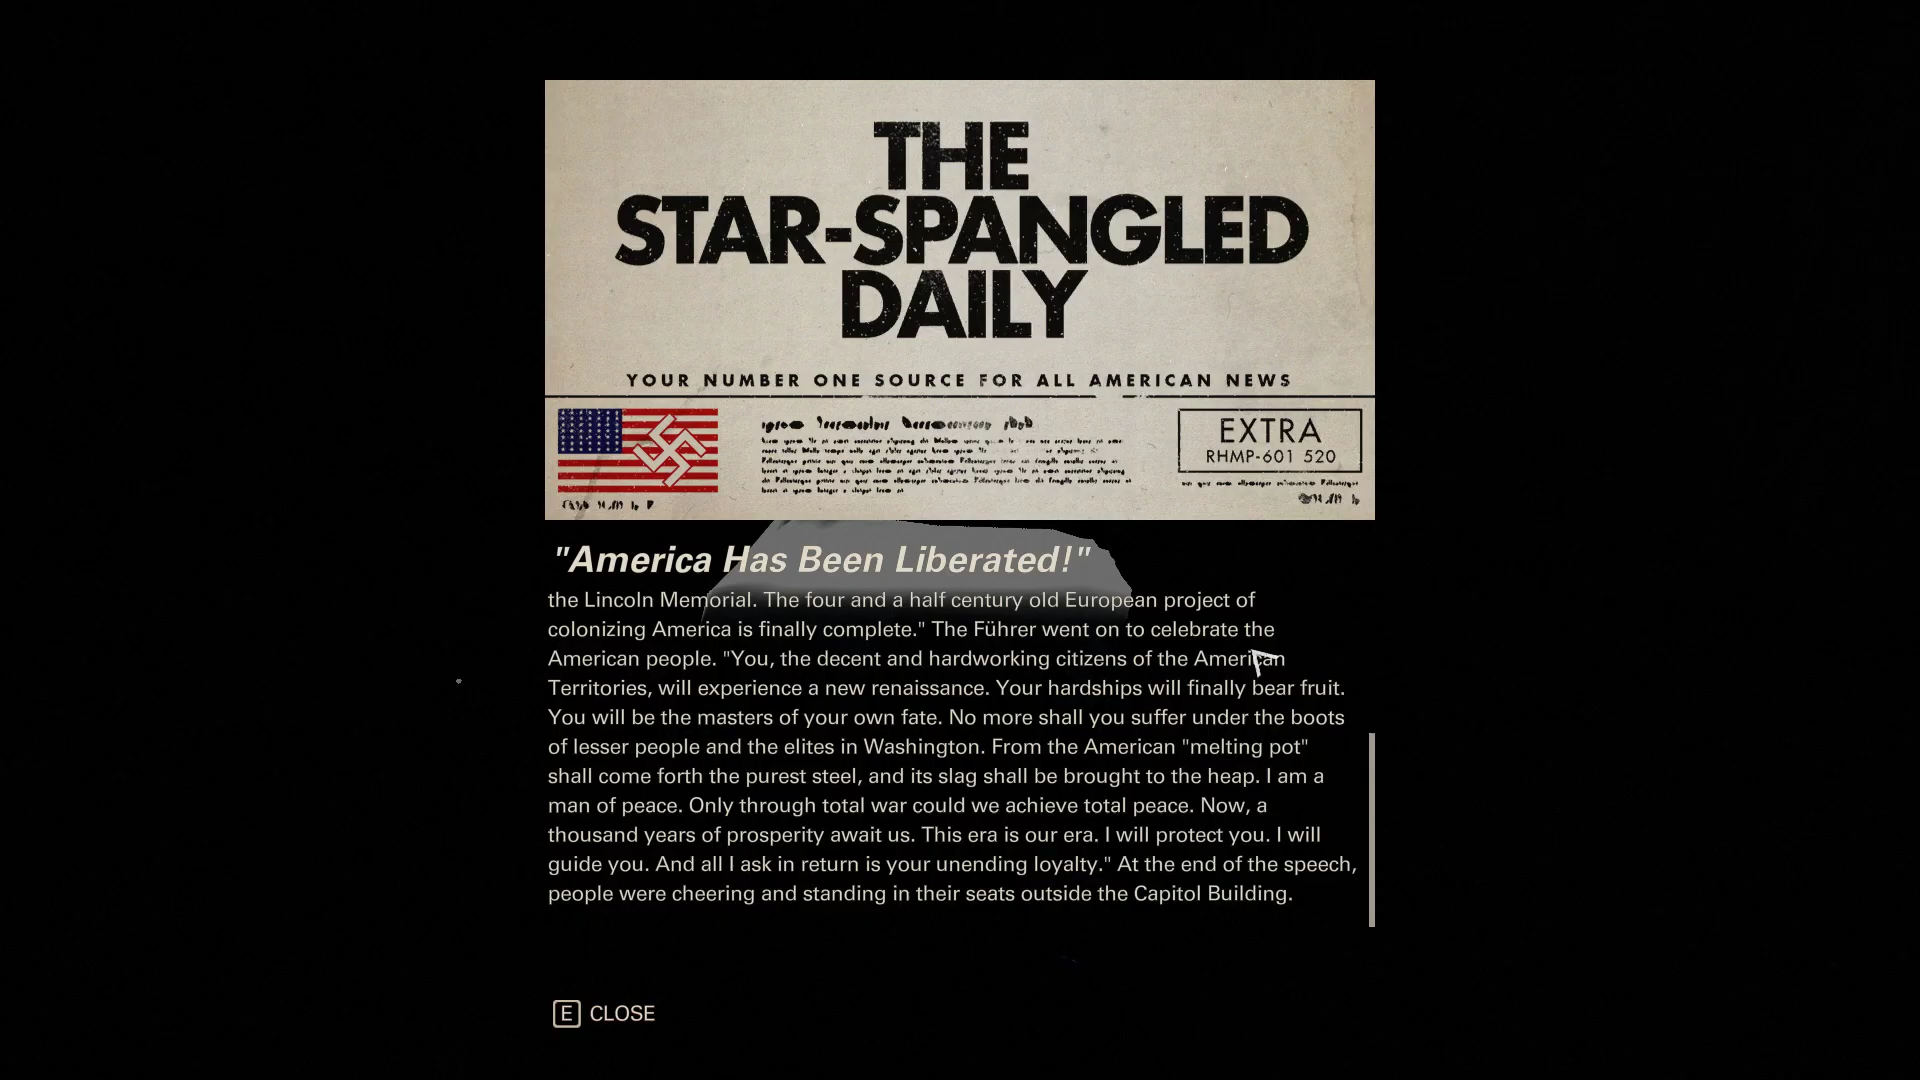 THE
STAR-SPANGLED
DAILY
YOUR NUMBER ONE SOURCE FOR ALL AMERICAN NEWS
EXTRA
RHMP-601 520
"America Has Been Liberated!"
the Lincoln Memorial. The four and a half century old European project of
colonizing America is finally complete." The Führer went on to celebrate the
American people. "You, the decent and hardworking citizens of the American
Territories, will experience a new renaissance. Your hardships will finally bear fruit.
You will be the masters of your own fate. No more shall you suffer under the boots
of lesser people and the elites in Washington. From the American "melting pot"
shall come forth the purest steel, and its slag shall be brought to the heap. I am a
man of peace. Only through total war could we achieve total peace. Now, a
thousand years of prosperity await us. This era is our era. I will protect you. I will
guide you. And all I ask in return is your unending loyalty." At the end of the speech,
people were cheering and standing in their seats outside the Capitol Building.
E CLOSE